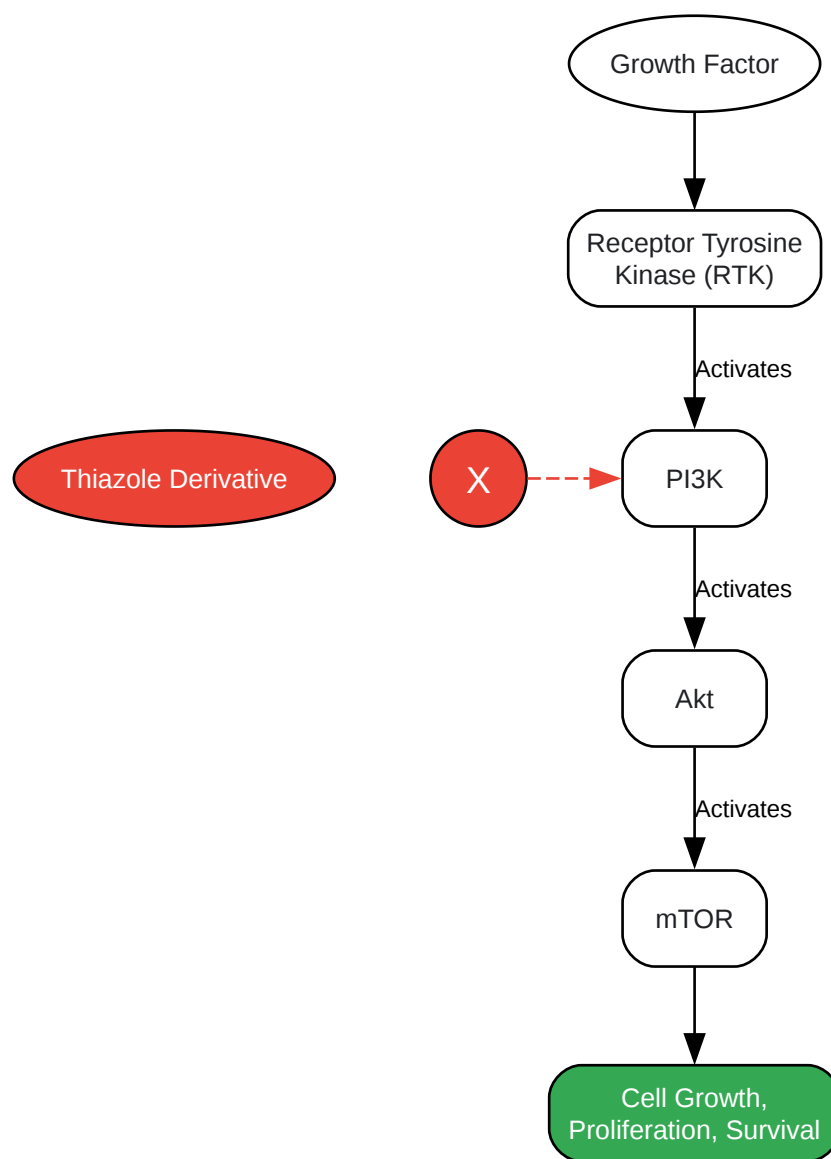 Growth Factor
Receptor Tyrosine
Kinase (RTK)
Activates
Thiazole Derivative
X
PI3K
Activates
Akt
Activates
mTOR
Cell Growth,
Proliferation, Survival